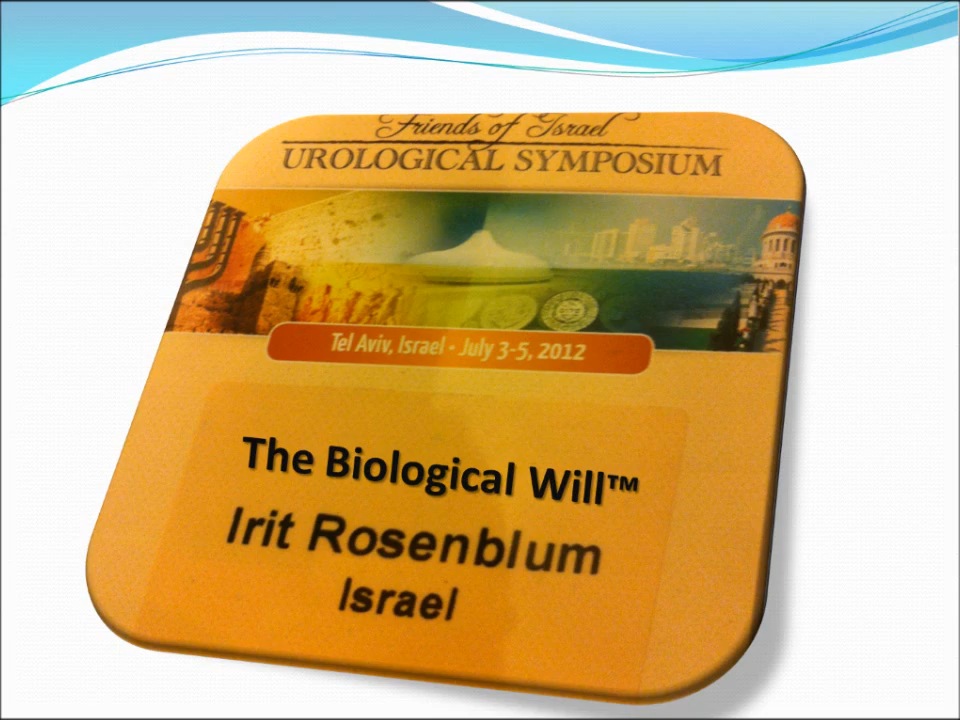 Friends of Israel
UROLOGICAL SYMPOSIUM
Tel Aviv, Israel • July 3-5, 2012
The Biological Will™
Irit Rosenblum
Israel